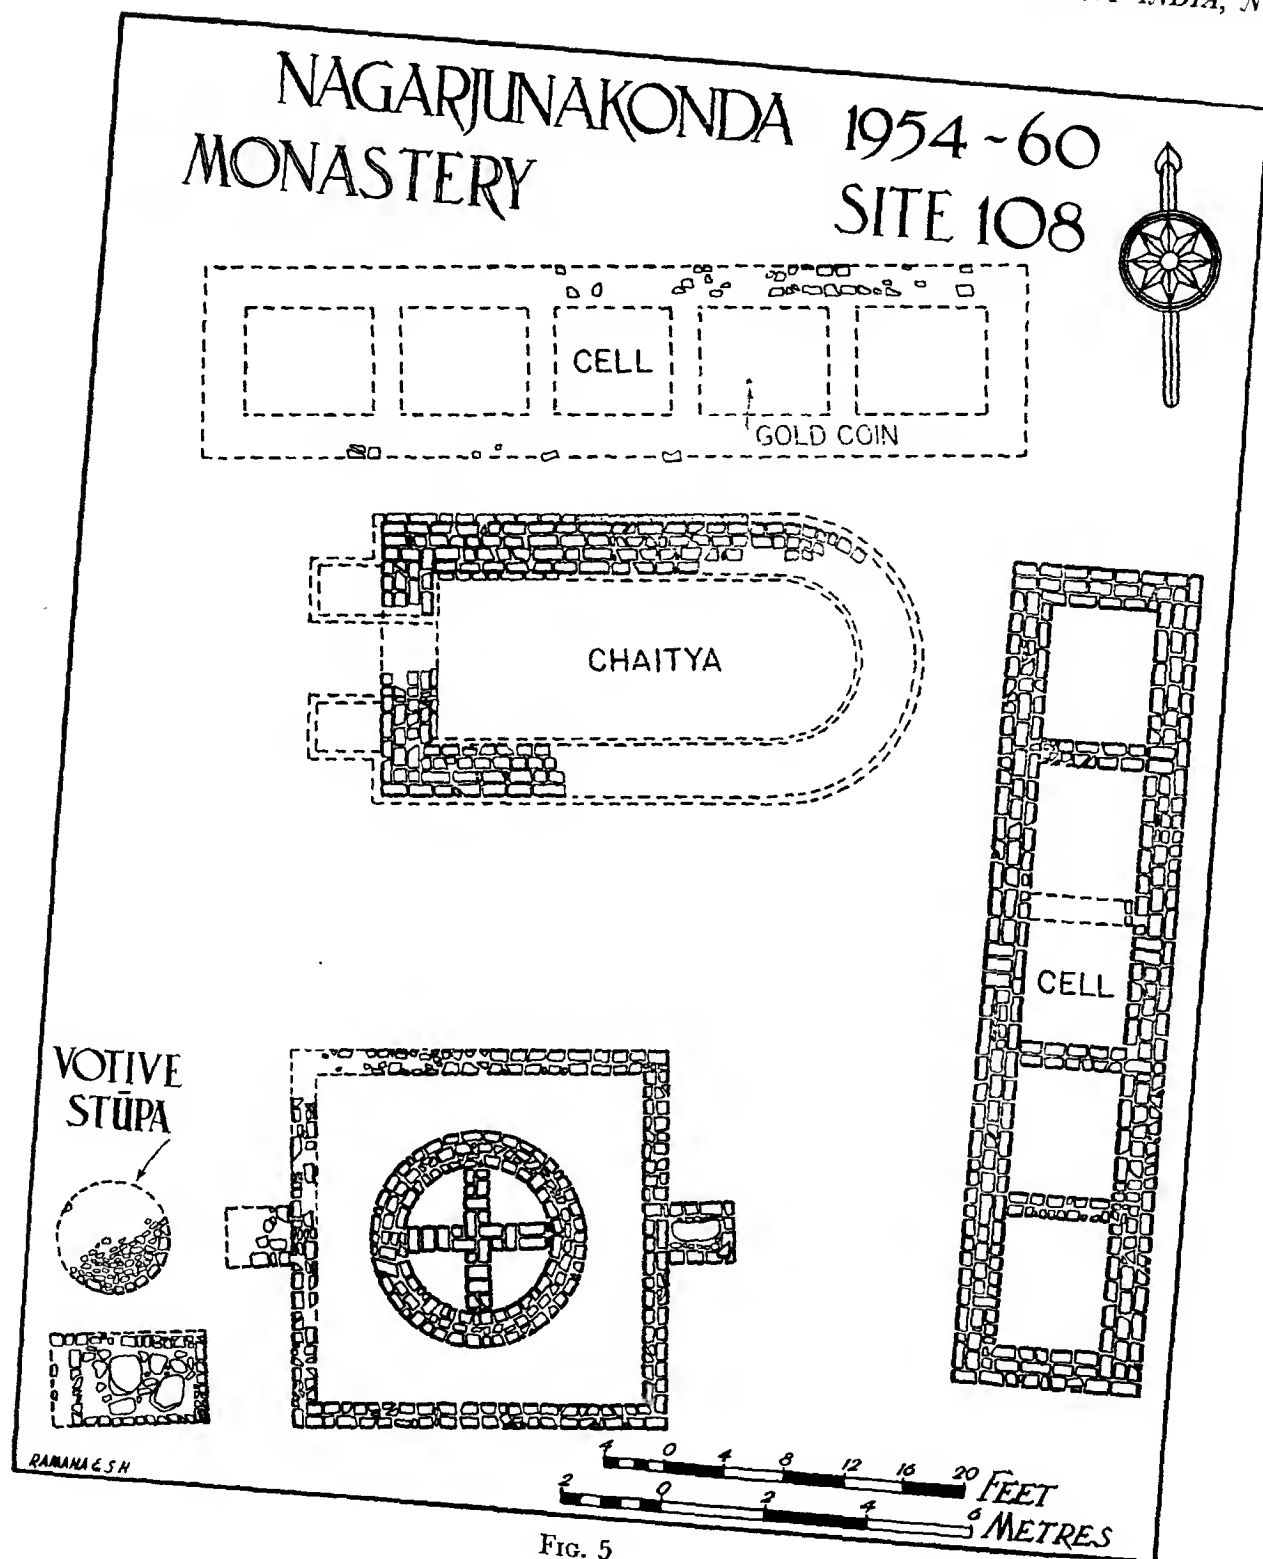 INDIA, N
NAGARJUNAKONDA 1954~60
MONASTERY SITE 108
CELL
GOLD COIN
CHAITYA
CELL
VOTIVE
STŪPA
4 0 4 8 12 16 20 FEET
2 0 2 4 6 METRES
FIG. 5